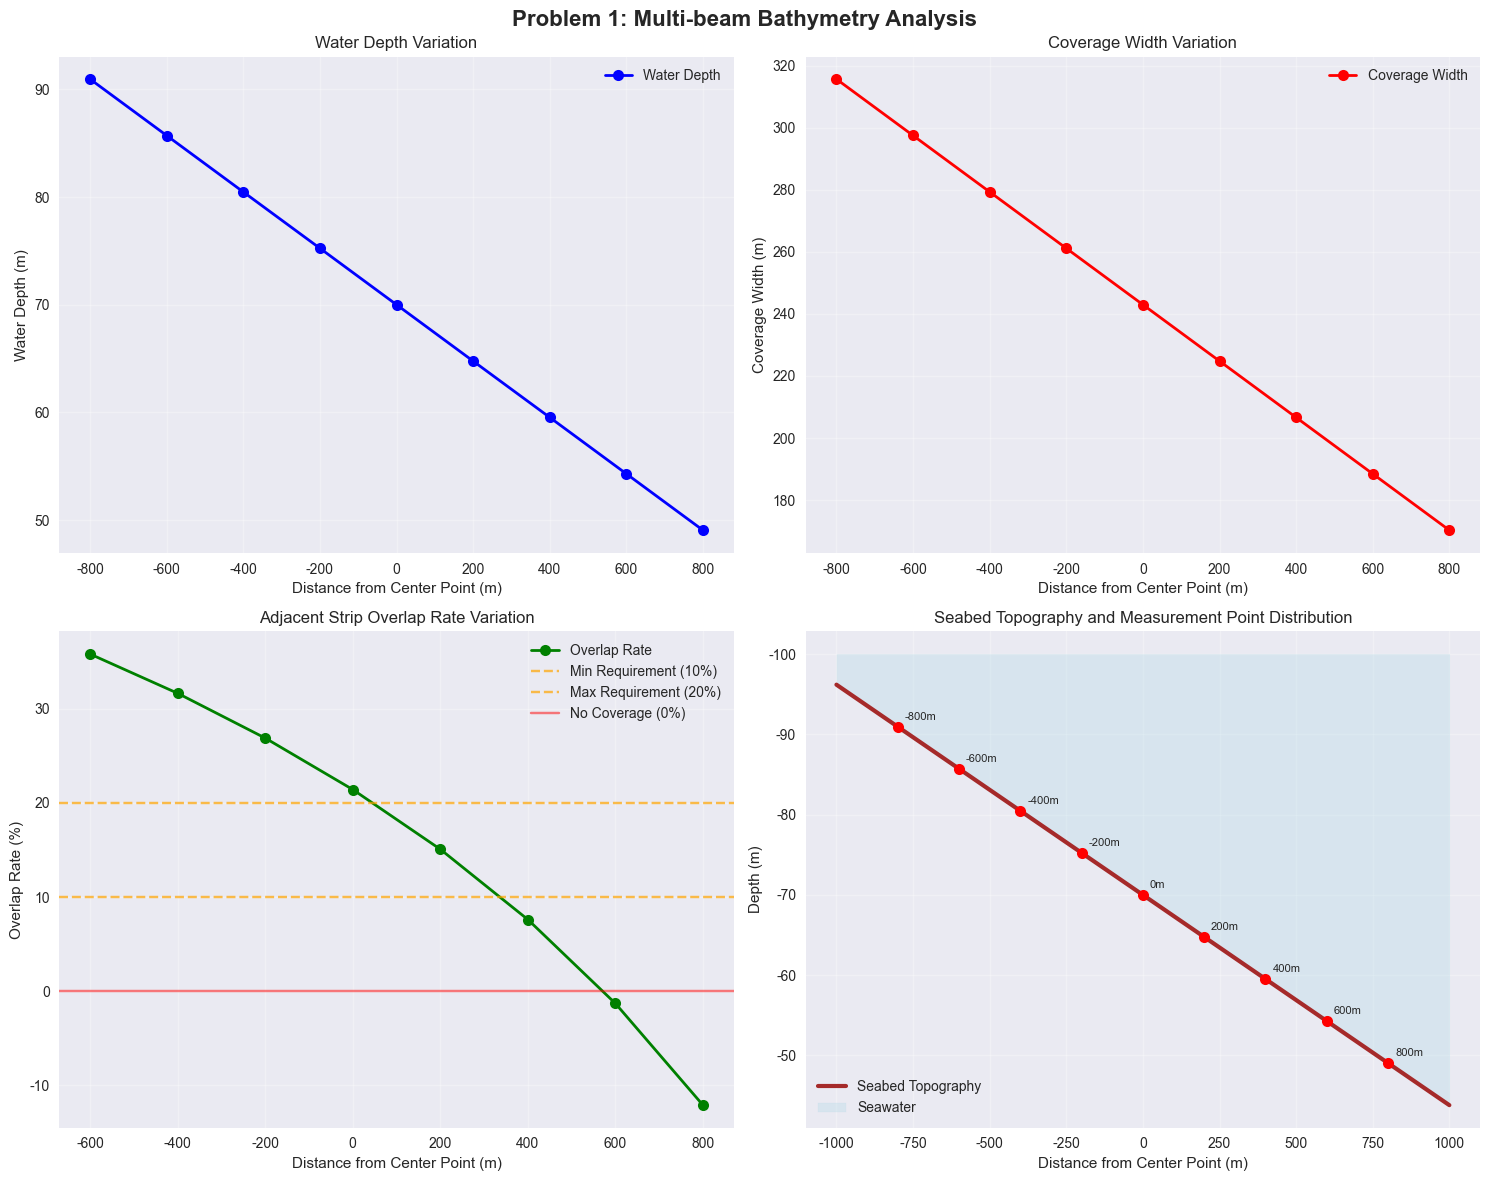 Problem 1: Multi-beam Bathymetry Analysis
Water Depth Variation
Water Depth
90
80
70
60
50
Water Depth (m)
-800 -600 -400 -200 0 200 400 600 800
Distance from Center Point (m)
Coverage Width Variation
Coverage Width
320
300
280
260
240
220
200
180
Coverage Width (m)
-800 -600 -400 -200 0 200 400 600 800
Distance from Center Point (m)
Adjacent Strip Overlap Rate Variation
Overlap Rate
Min Requirement (10%)
Max Requirement (20%)
No Coverage (0%)
30
20
10
0
-10
Overlap Rate (%)
-600 -400 -200 0 200 400 600 800
Distance from Center Point (m)
Seabed Topography and Measurement Point Distribution
-100
-90
-80
-70
-60
-50
Depth (m)
-800m
-600m
-400m
-200m
0m
200m
400m
600m
800m
Seabed Topography
Seawater
-1000 -750 -500 -250 0 250 500 750 1000
Distance from Center Point (m)